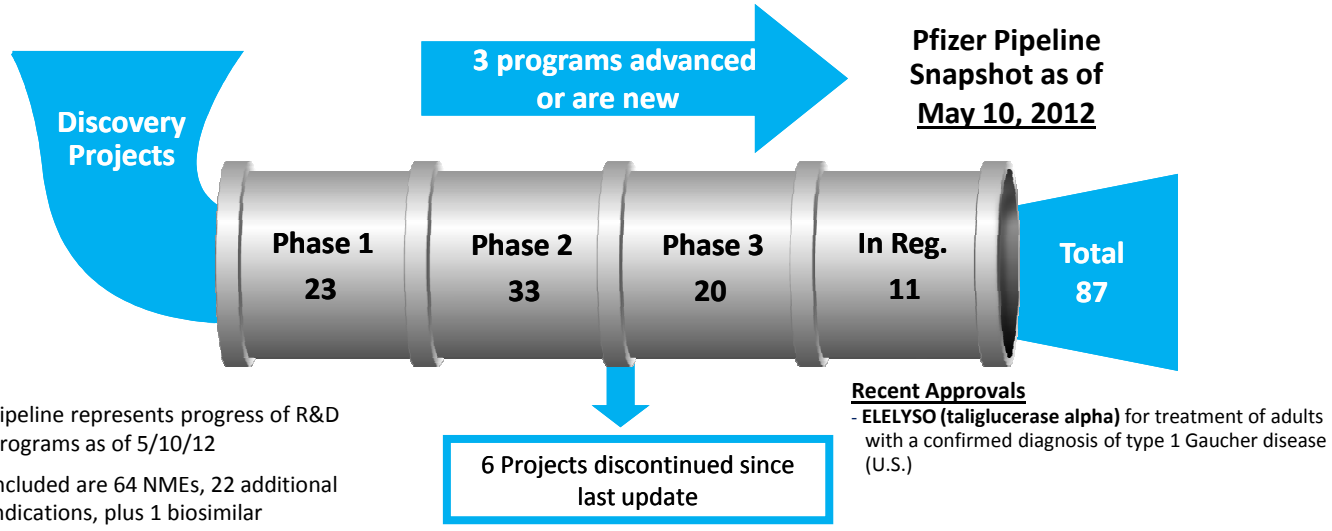 3 programs advanced
or are new
Pfizer Pipeline
Snapshot as of
May 10, 2012
Discovery
Projects
Phase 1
23
Phase 2
33
Phase 3
20
In Reg.
11
Total
87
ipeline represents progress of R&D
rograms as of 5/10/12
ncluded are 64 NMEs, 22 additional
ndications, plus 1 biosimilar
6 Projects discontinued since
last update
Recent Approvals
- ELELYSO (taliglucerase alpha) for treatment of adults
with a confirmed diagnosis of type 1 Gaucher disease
(U.S.)